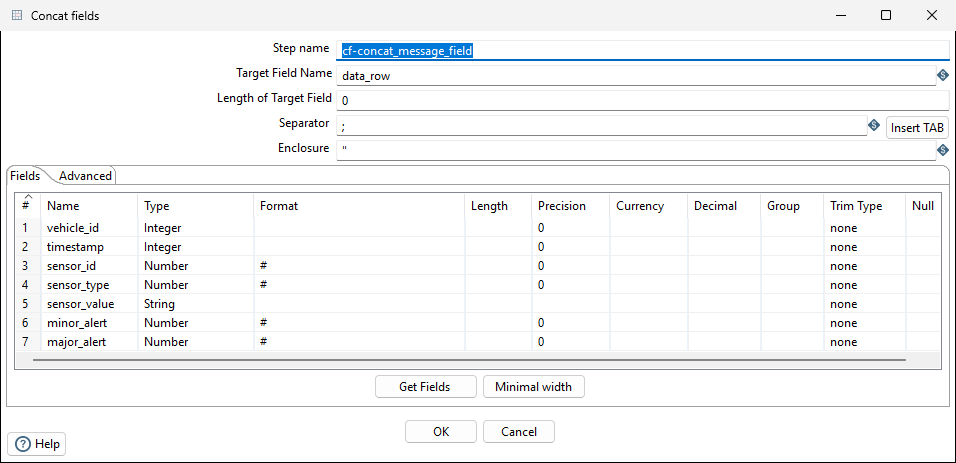 Concat fields
Step name cf-concat_message_field
Target Field Name data_row
Length of Target Field 0
Separator ; Insert TAB
Enclosure "
Fields Advanced
# Name Type Format Length Precision Currency Decimal Group Trim Type Null
1 vehicle_id Integer 0 none
2 timestamp Integer 0 none
3 sensor_id Number # 0 none
4 sensor_type Number # 0 none
5 sensor_value String none
6 minor_alert Number # 0 none
7 major_alert Number # 0 none
Get Fields Minimal width
OK Cancel
Help